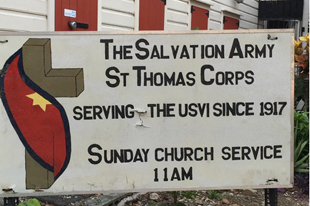 The Salvation Army
St Thomas Corps
serving the USVI since 1917
Sunday Church Service
11am